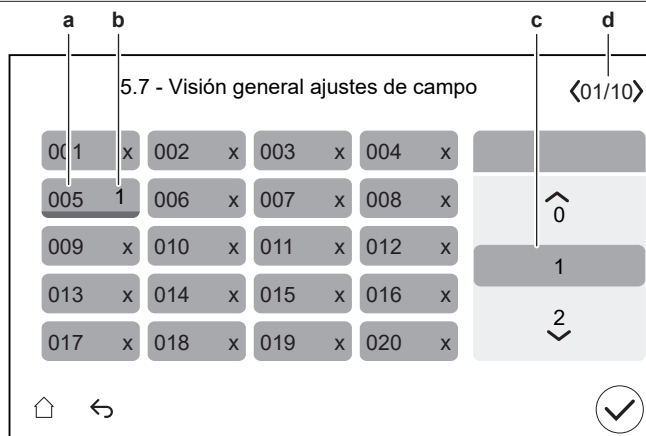 a b c d
5.7 - Visión general ajustes de campo 01/10
001 x 002 x 003 x 004 x
005 1 006 x 007 x 008 x
0
009 x 010 x 011 x 012 x
1
013 x 014 x 015 x 016 x
2
017 x 018 x 019 x 020 x